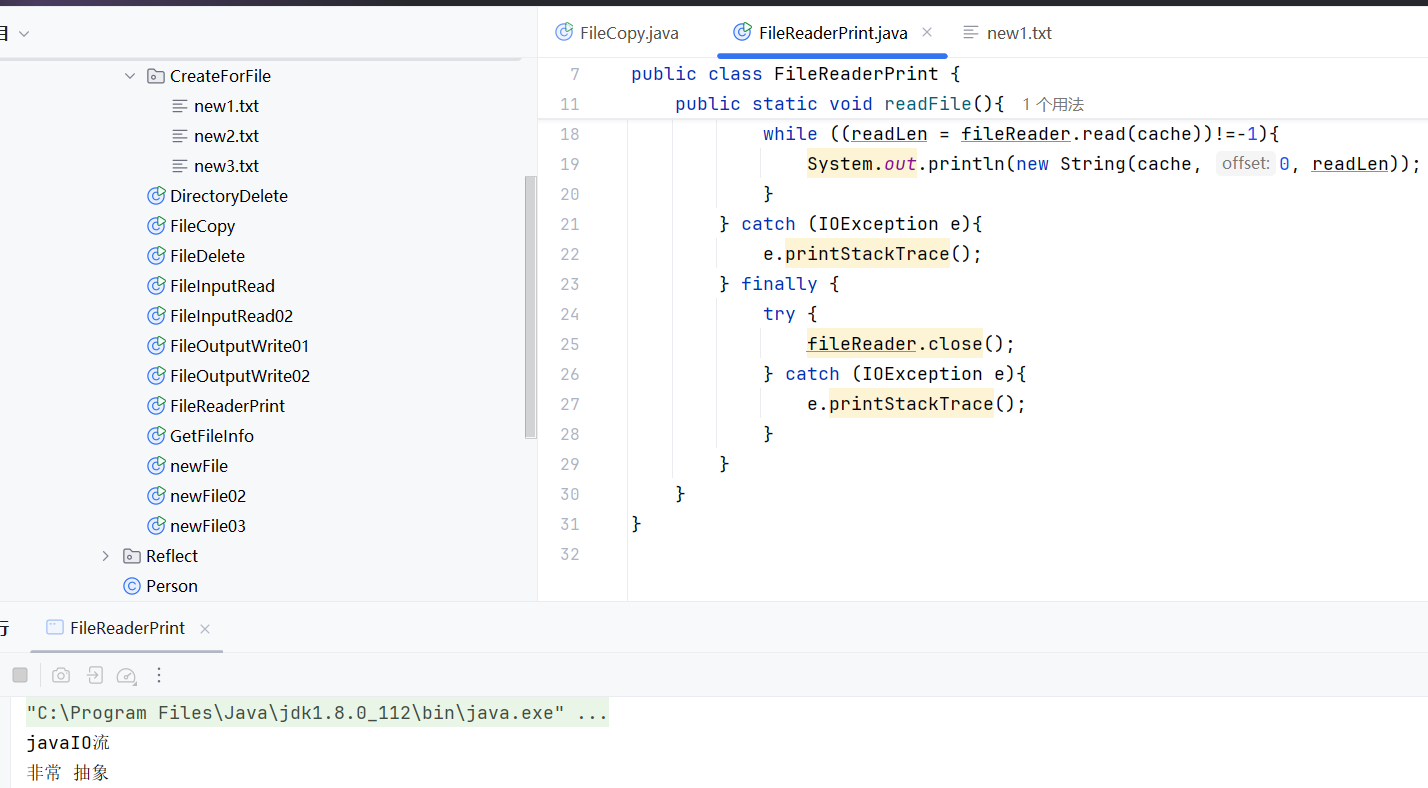 FileCopy.java
FileReaderPrint.java
new1.txt
CreateForFile
new1.txt
new2.txt
new3.txt
DirectoryDelete
FileCopy
FileDelete
FileInputRead
FileInputRead02
FileOutputWrite01
FileOutputWrite02
FileReaderPrint
GetFileInfo
newFile
newFile02
newFile03
Reflect
Person
7 public class FileReaderPrint {
11 public static void readFile(){ 1 个用法
18 while ((readLen = fileReader.read(cache))!=-1){
19 System.out.println(new String(cache, offset: 0, readLen));
20 }
21 } catch (IOException e){
22 e.printStackTrace();
23 } finally {
24 try {
25 fileReader.close();
26 } catch (IOException e){
27 e.printStackTrace();
28 }
29 }
30 }
31 }
32
FileReaderPrint
"C:\Program Files\Java\jdk1.8.0_112\bin\java.exe" ...
javaIO流
非常 抽象